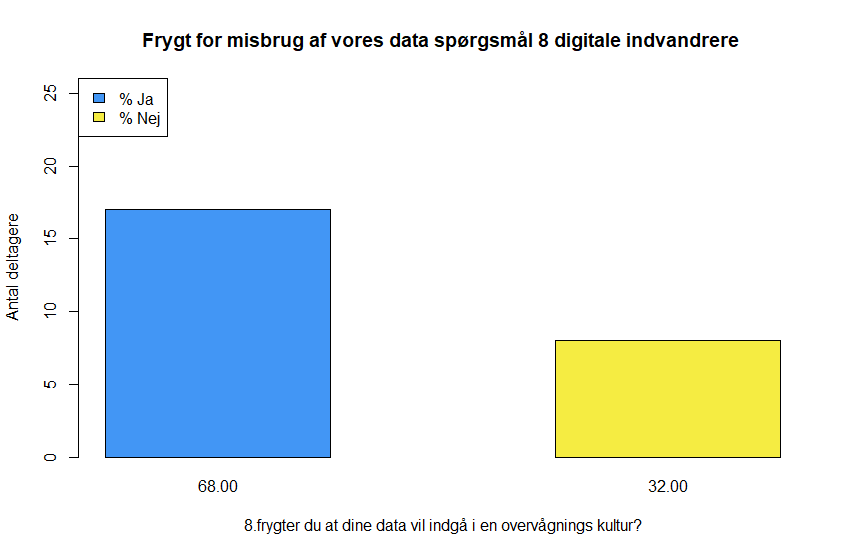 Frygt for misbrug af vores data spørgsmål 8 digitale indvandrere
% Ja
% Nej
25
20
15
10
5
0
Antal deltagere
68.00
32.00
8.frygter du at dine data vil indgå i en overvågnings kultur?